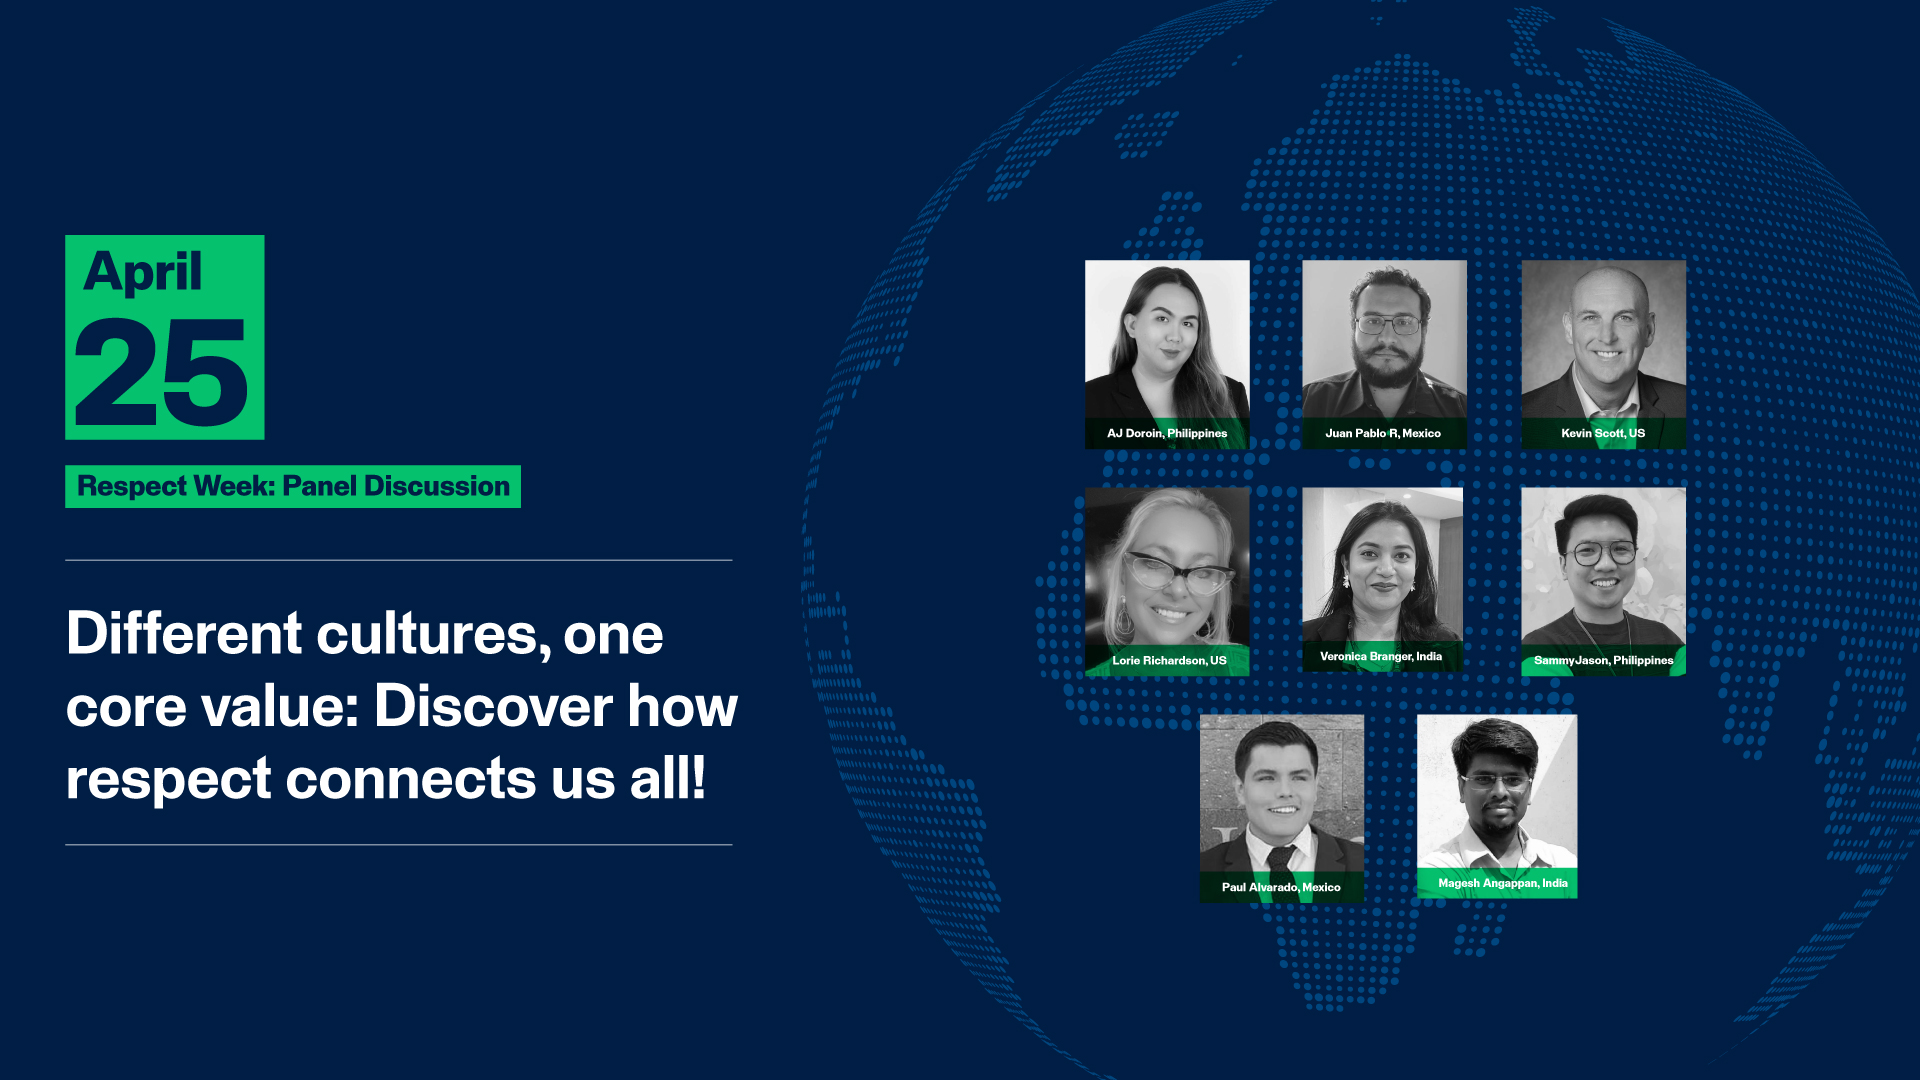 April
25
Respect Week: Panel Discussion
Different cultures, one
core value: Discover how
respect connects us all!
AJ Doroin, Philippines
Juan Pablo R, Mexico
Kevin Scott, US
Lorie Richardson, US
Veronica Branger, India
SammyJason, Philippines
Paul Alvarado, Mexico
Magesh Angappan, India